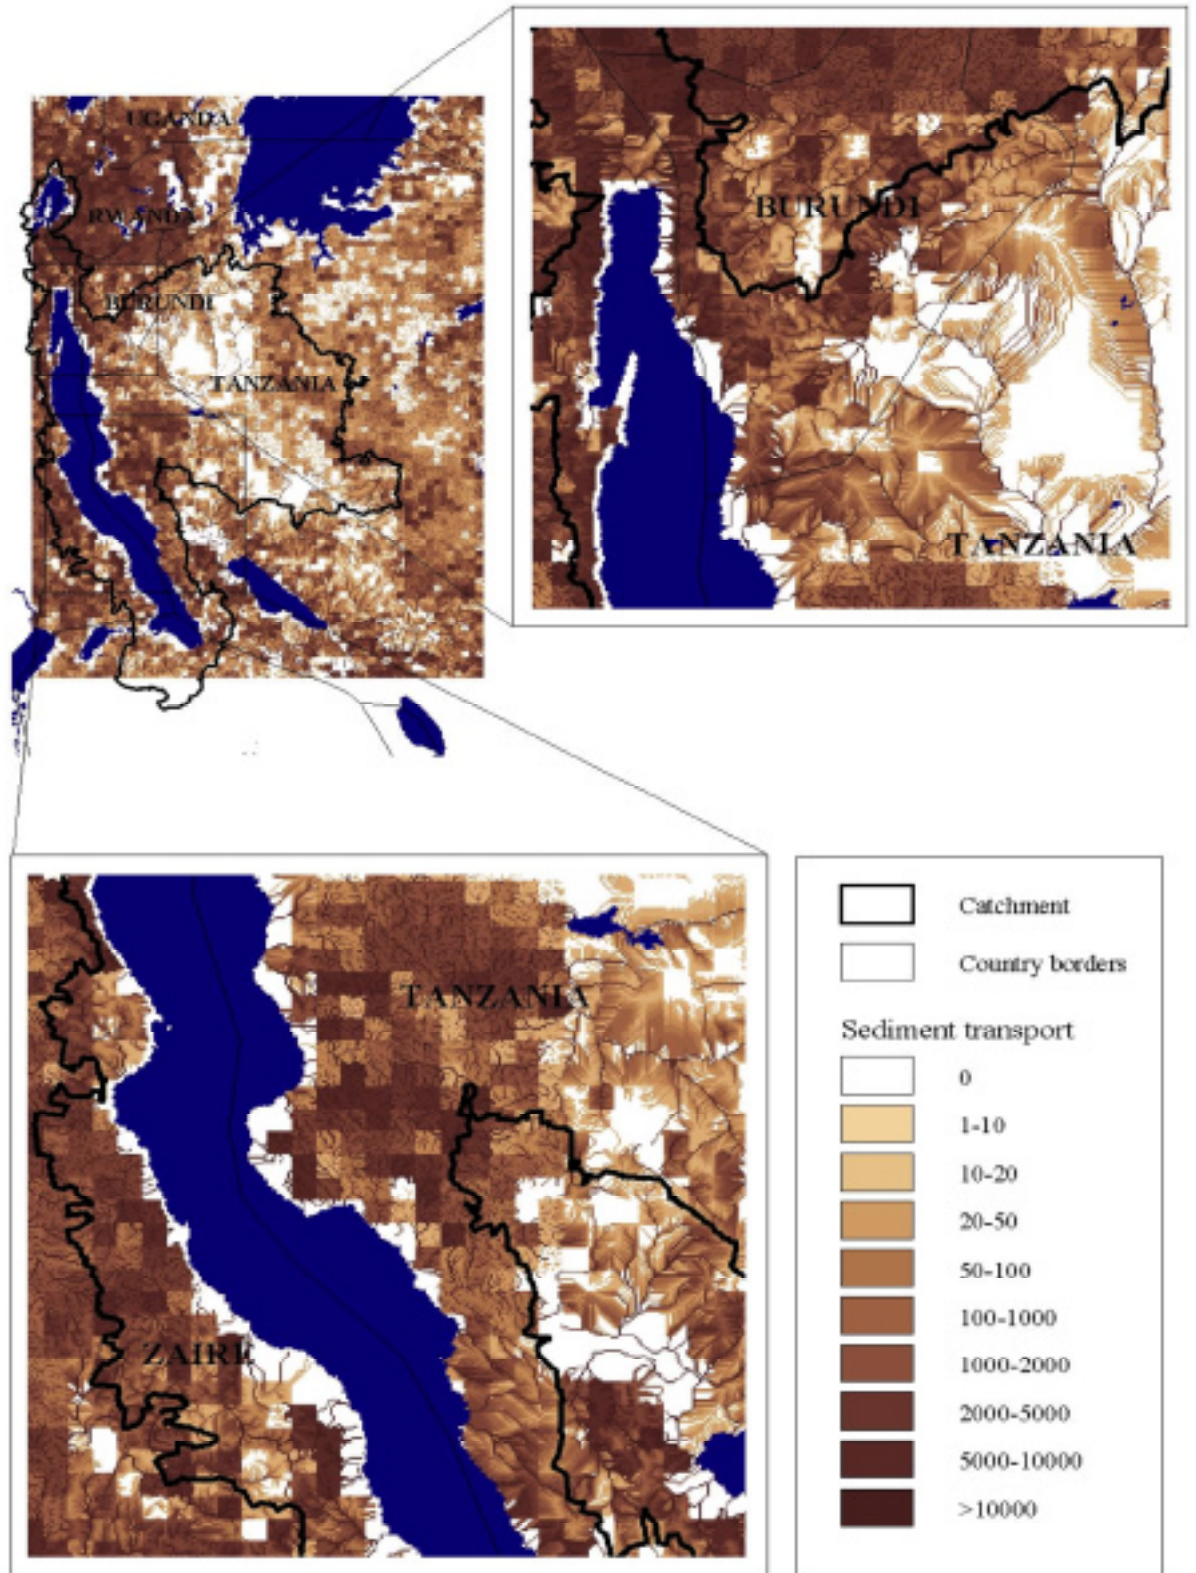 UGANDA
RWANDA
BURUNDI
TANZANIA
BURUNDI
TANZANIA
TANZANIA
ZAIRE
Catchment
Country borders
Sediment transport
0
1-10
10-20
20-50
50-100
100-1000
1000-2000
2000-5000
5000-10000
>10000